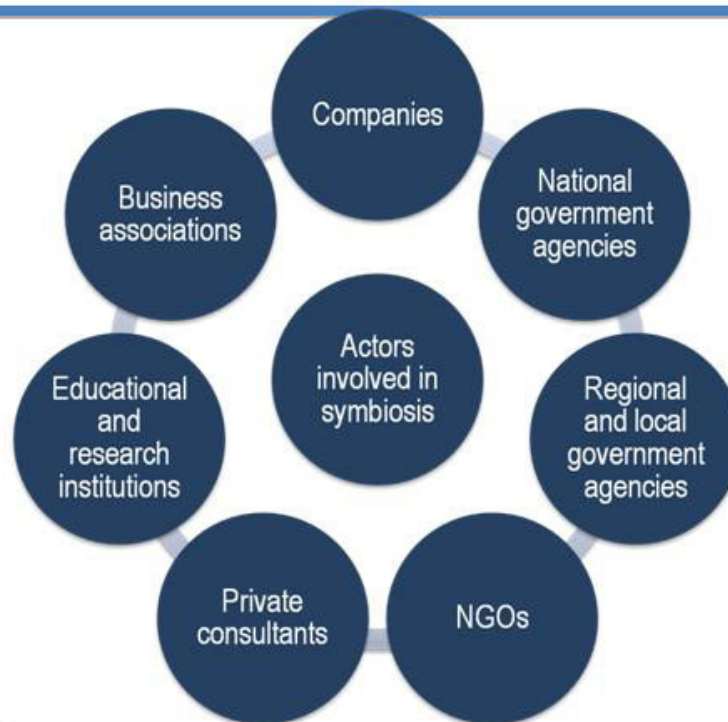 Companies
National
government
agencies
Regional
and local
government
agencies
NGOs
Private
consultants
Educational
and
research
institutions
Business
associations
Actors
involved in
symbiosis